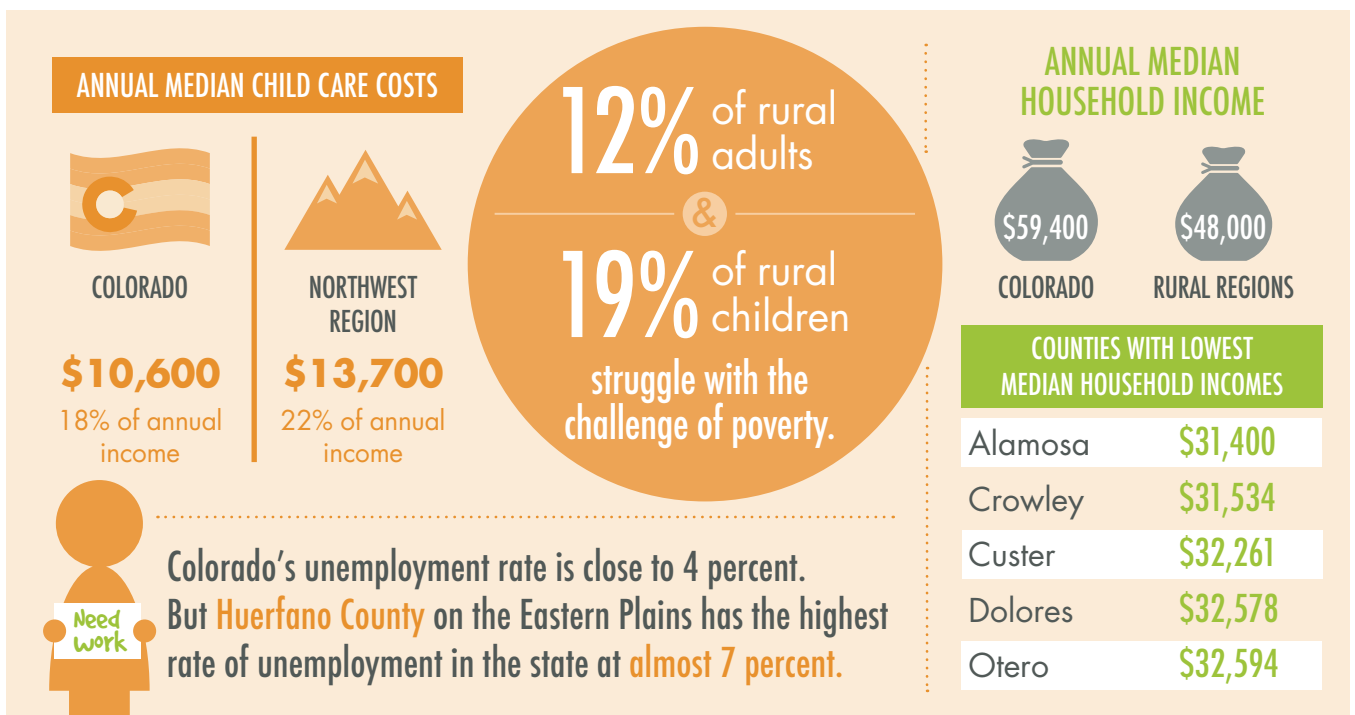 ANNUAL MEDIAN CHILD CARE COSTS
COLORADO
$10,600
18% of annual
income
NORTHWEST
REGION
$13,700
22% of annual
income
12% of rural
adults
&
19% of rural
children
struggle with the
challenge of poverty.
Need
work
Colorado's unemployment rate is close to 4 percent.
But Huerfano County on the Eastern Plains has the highest
rate of unemployment in the state at almost 7 percent.
ANNUAL MEDIAN
HOUSEHOLD INCOME
$59,400
COLORADO
$48,000
RURAL REGIONS
COUNTIES WITH LOWEST
MEDIAN HOUSEHOLD INCOMES
Alamosa $31,400
Crowley $31,534
Custer $32,261
Dolores $32,578
Otero $32,594